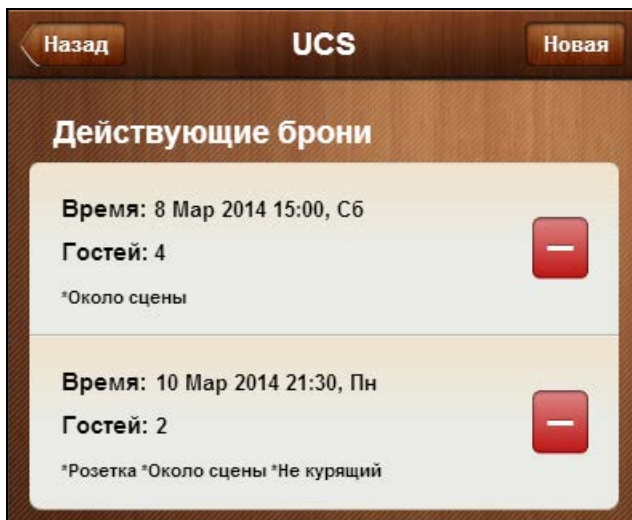 Назад
UCS
Новая
Действующие брони
Время: 8 Мар 2014 15:00, Сб
Гостей: 4
*Около сцены
Время: 10 Мар 2014 21:30, Пн
Гостей: 2
*Розетка *Около сцены *Не курящий